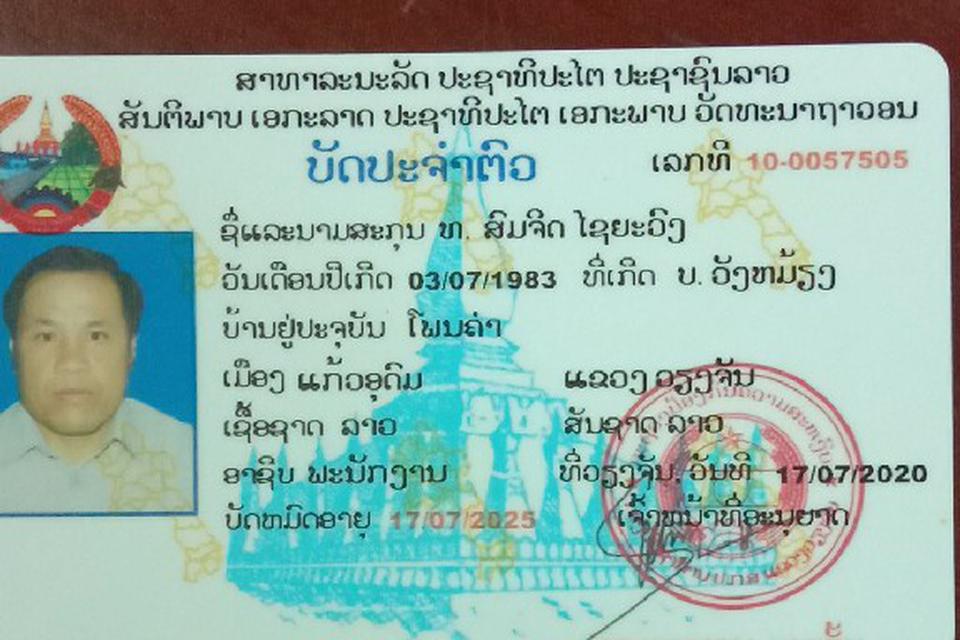 ສາທາລະນະລັດ ປະຊາທິປະໄຕ ປະຊາຊົນລາວ
ສັນຕິພາບ ເອກະລາດ ປະຊາທິປະໄຕ ເອກະພາບ ວັດທະນາຖາວອນ
ບັດປະຈຳຕົວ ເລກທີ 10-0057505
ຊື່ແລະນາມສະກຸນ ທ. ສົມຈິດ ໄຊຍະວົງ
ວັນເດືອນປີເກີດ 03/07/1983 ທີ່ເກີດ ບ. ວັງຫມ້ຽງ
ບ້ານຢູ່ປະຈຸບັນ ໂພນຄຳ
ເມືອງ ແກ້ວອຸດົມ ແຂວງ ວຽງຈັນ
ເຊື້ອຊາດ ລາວ ສັນຊາດ ລາວ
ອາຊີບ ພະນັກງານ ທີ່ວຽງຈັນ, ວັນທີ 17/07/2020
ບັດຫມົດອາຍຸ 17/07/2025 ເຈົ້າຫນ້າທີ່ອະນຸຍາດ